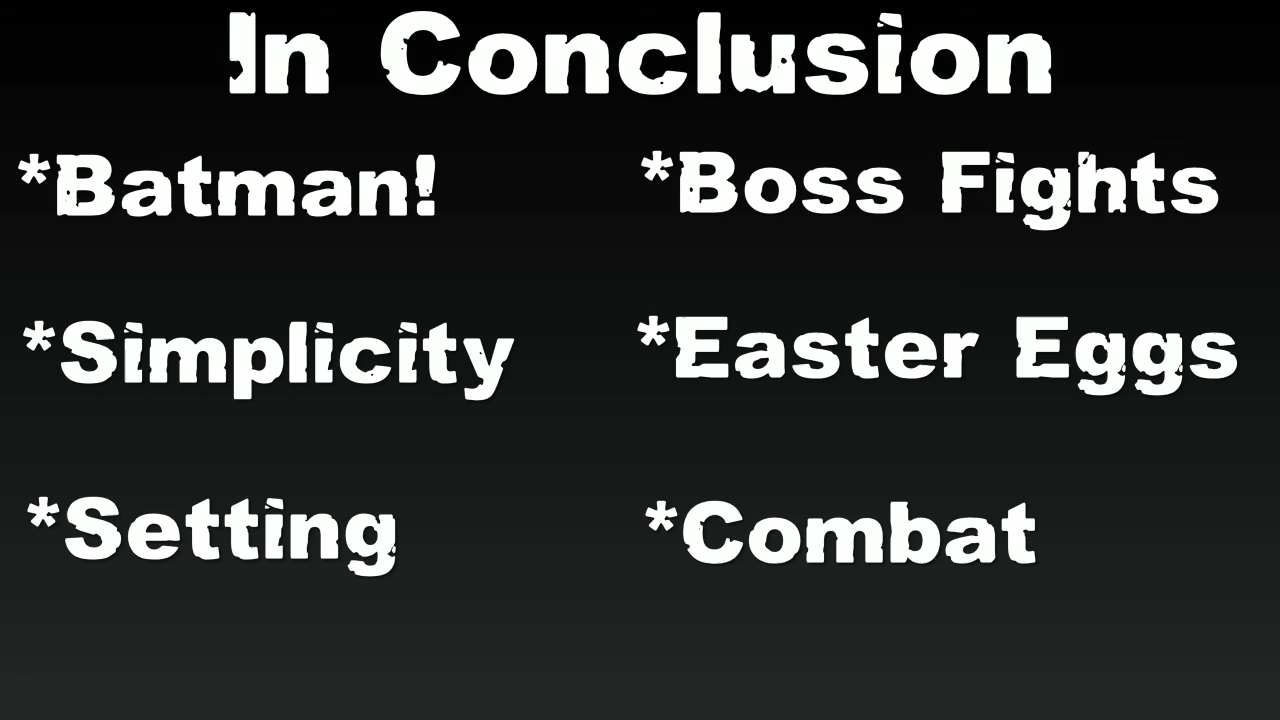 In Conclusion
*Batman!
*Simplicity
*Setting
*Boss Fights
*Easter Eggs
*Combat